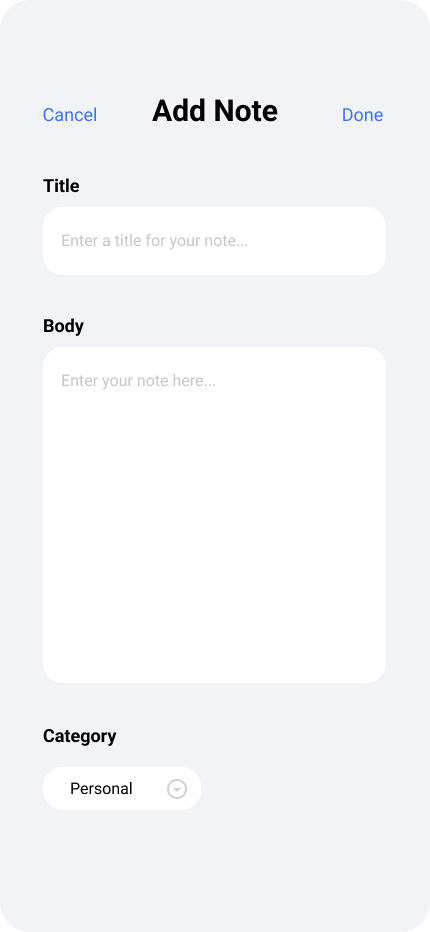 Cancel Add Note Done
Title
Enter a title for your note...
Body
Enter your note here...
Category
Personal